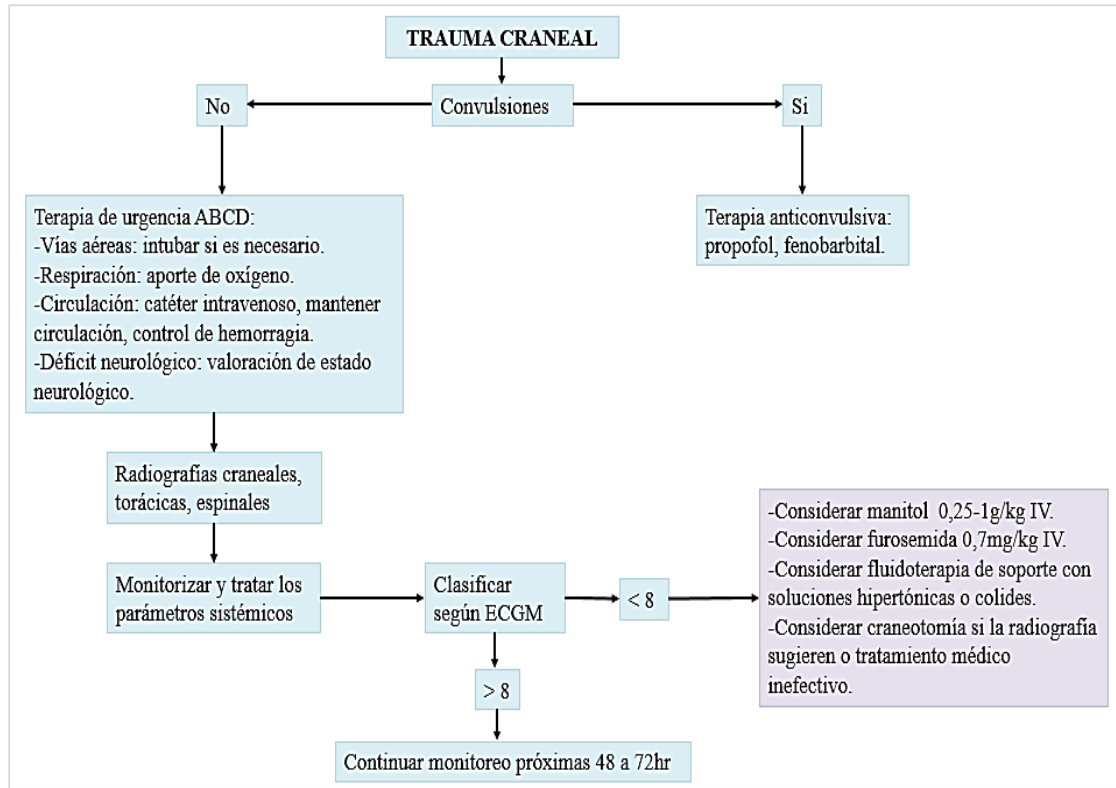 TRAUMA CRANEAL
No
Convulsiones
Si
Terapia de urgencia ABCD:
-Vías aéreas: intubar si es necesario.
-Respiración: aporte de oxígeno.
-Circulación: catéter intravenoso, mantener
circulación, control de hemorragia.
-Déficit neurológico: valoración de estado
neurológico.
Terapia anticonvulsiva:
propofol, fenobarbital.
Radiografías craneales,
torácicas, espinales
Monitorizar y tratar los
parámetros sistémicos
Clasificar
según ECGM
< 8
-Considerar manitol 0,25-1g/kg IV.
-Considerar furosemida 0,7mg/kg IV.
-Considerar fluidoterapia de soporte con
soluciones hipertónicas o colides.
-Considerar craneotomía si la radiografía
sugieren o tratamiento médico
inefectivo.
> 8
Continuar monitoreo próximas 48 a 72hr